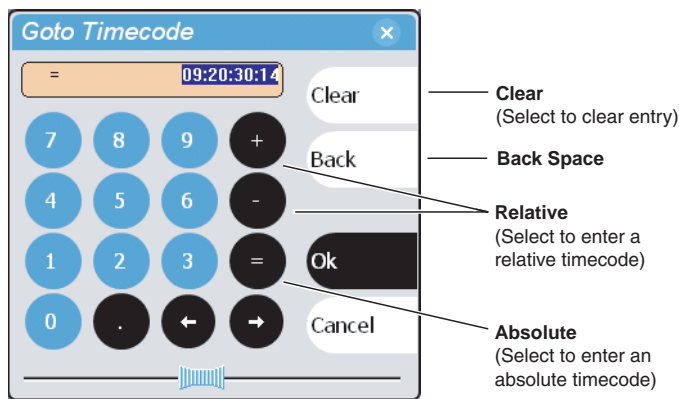 Goto Timecode ×
= 09:20:30:14
Clear
7 8 9 +
Back
4 5 6 -
1 2 3 =
Ok
0 . ← →
Cancel
Clear
(Select to clear entry)
Back Space
Relative
(Select to enter a
relative timecode)
Absolute
(Select to enter an
absolute timecode)